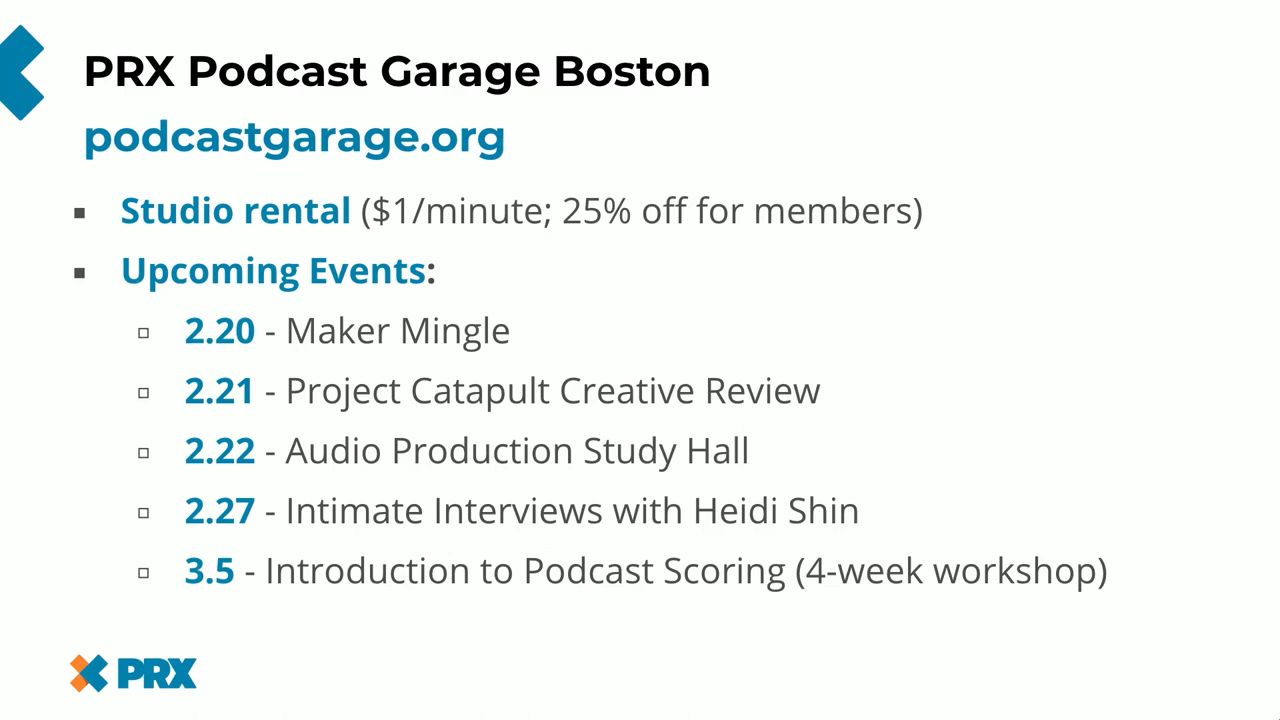 PRX Podcast Garage Boston
podcastgarage.org
▪ Studio rental ($1/minute; 25% off for members)
▪ Upcoming Events:
▫ 2.20 - Maker Mingle
▫ 2.21 - Project Catapult Creative Review
▫ 2.22 - Audio Production Study Hall
▫ 2.27 - Intimate Interviews with Heidi Shin
▫ 3.5 - Introduction to Podcast Scoring (4-week workshop)
PRX